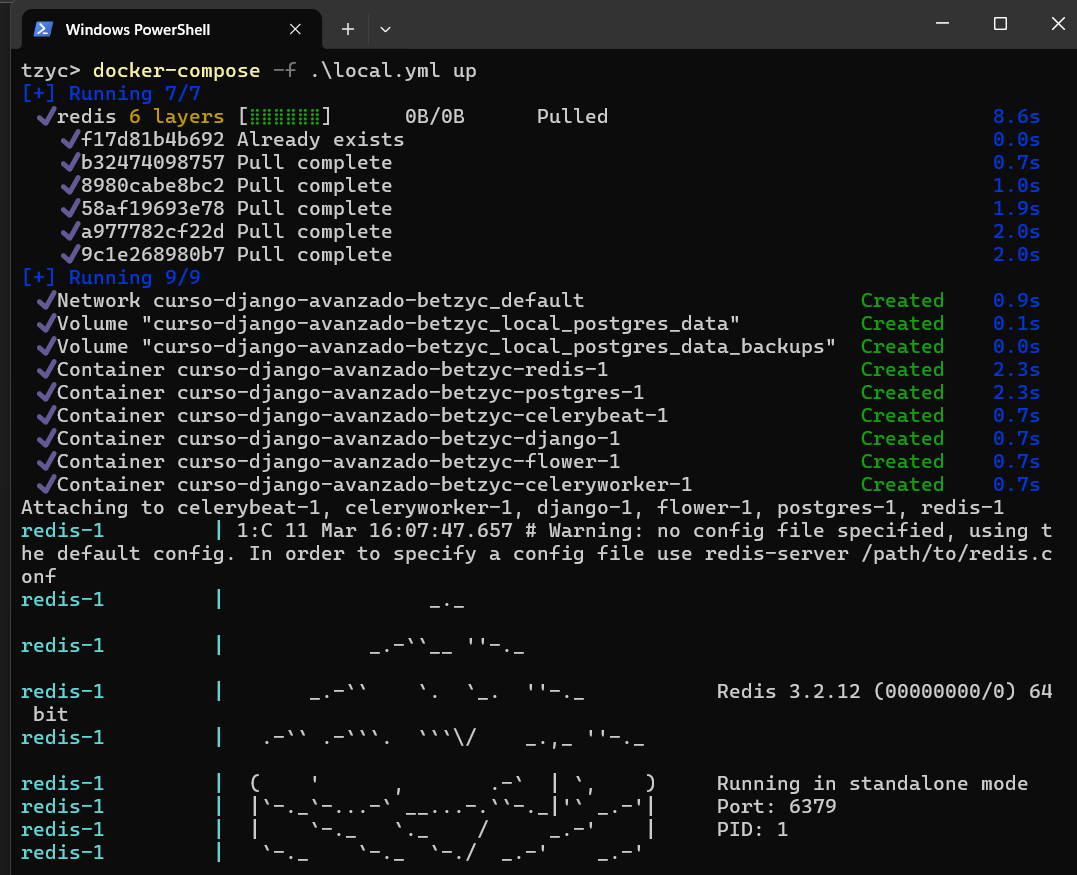 Windows PowerShell
tzyc> docker-compose -f .\local.yml up
[+] Running 7/7
✔redis 6 layers [⣿⣿⣿⣿⣿⣿]      0B/0B      Pulled      8.6s
✔f17d81b4b692 Already exists      0.0s
✔b32474098757 Pull complete      0.7s
✔8980cabe8bc2 Pull complete      1.0s
✔58af19693e78 Pull complete      1.9s
✔a977782cf22d Pull complete      2.0s
✔9c1e268980b7 Pull complete      2.0s
[+] Running 9/9
✔Network curso-django-avanzado-betzyc_default      Created      0.9s
✔Volume "curso-django-avanzado-betzyc_local_postgres_data"      Created      0.1s
✔Volume "curso-django-avanzado-betzyc_local_postgres_data_backups"      Created      0.0s
✔Container curso-django-avanzado-betzyc-redis-1      Created      2.3s
✔Container curso-django-avanzado-betzyc-postgres-1      Created      2.3s
✔Container curso-django-avanzado-betzyc-celerybeat-1      Created      0.7s
✔Container curso-django-avanzado-betzyc-django-1      Created      0.7s
✔Container curso-django-avanzado-betzyc-flower-1      Created      0.7s
✔Container curso-django-avanzado-betzyc-celeryworker-1      Created      0.7s
Attaching to celerybeat-1, celeryworker-1, django-1, flower-1, postgres-1, redis-1
redis-1         | 1:C 11 Mar 16:07:47.657 # Warning: no config file specified, using t
he default config. In order to specify a config file use redis-server /path/to/redis.c
onf
redis-1         |                 _._
redis-1         |            _.-``__ ''-._
redis-1         |       _.-``    `.  `_.  ''-._           Redis 3.2.12 (00000000/0) 64
 bit
redis-1         |   .-`` .-```.  ```\/    _.,_ ''-._
redis-1         |  (    '      ,       .-`  | `,    )     Running in standalone mode
redis-1         |  |`-._`-...-` __...-.``-._|'` _.-'|     Port: 6379
redis-1         |  |    `-._   `._    /     _.-'    |     PID: 1
redis-1         |   `-._    `-._  `-./  _.-'    _.-'